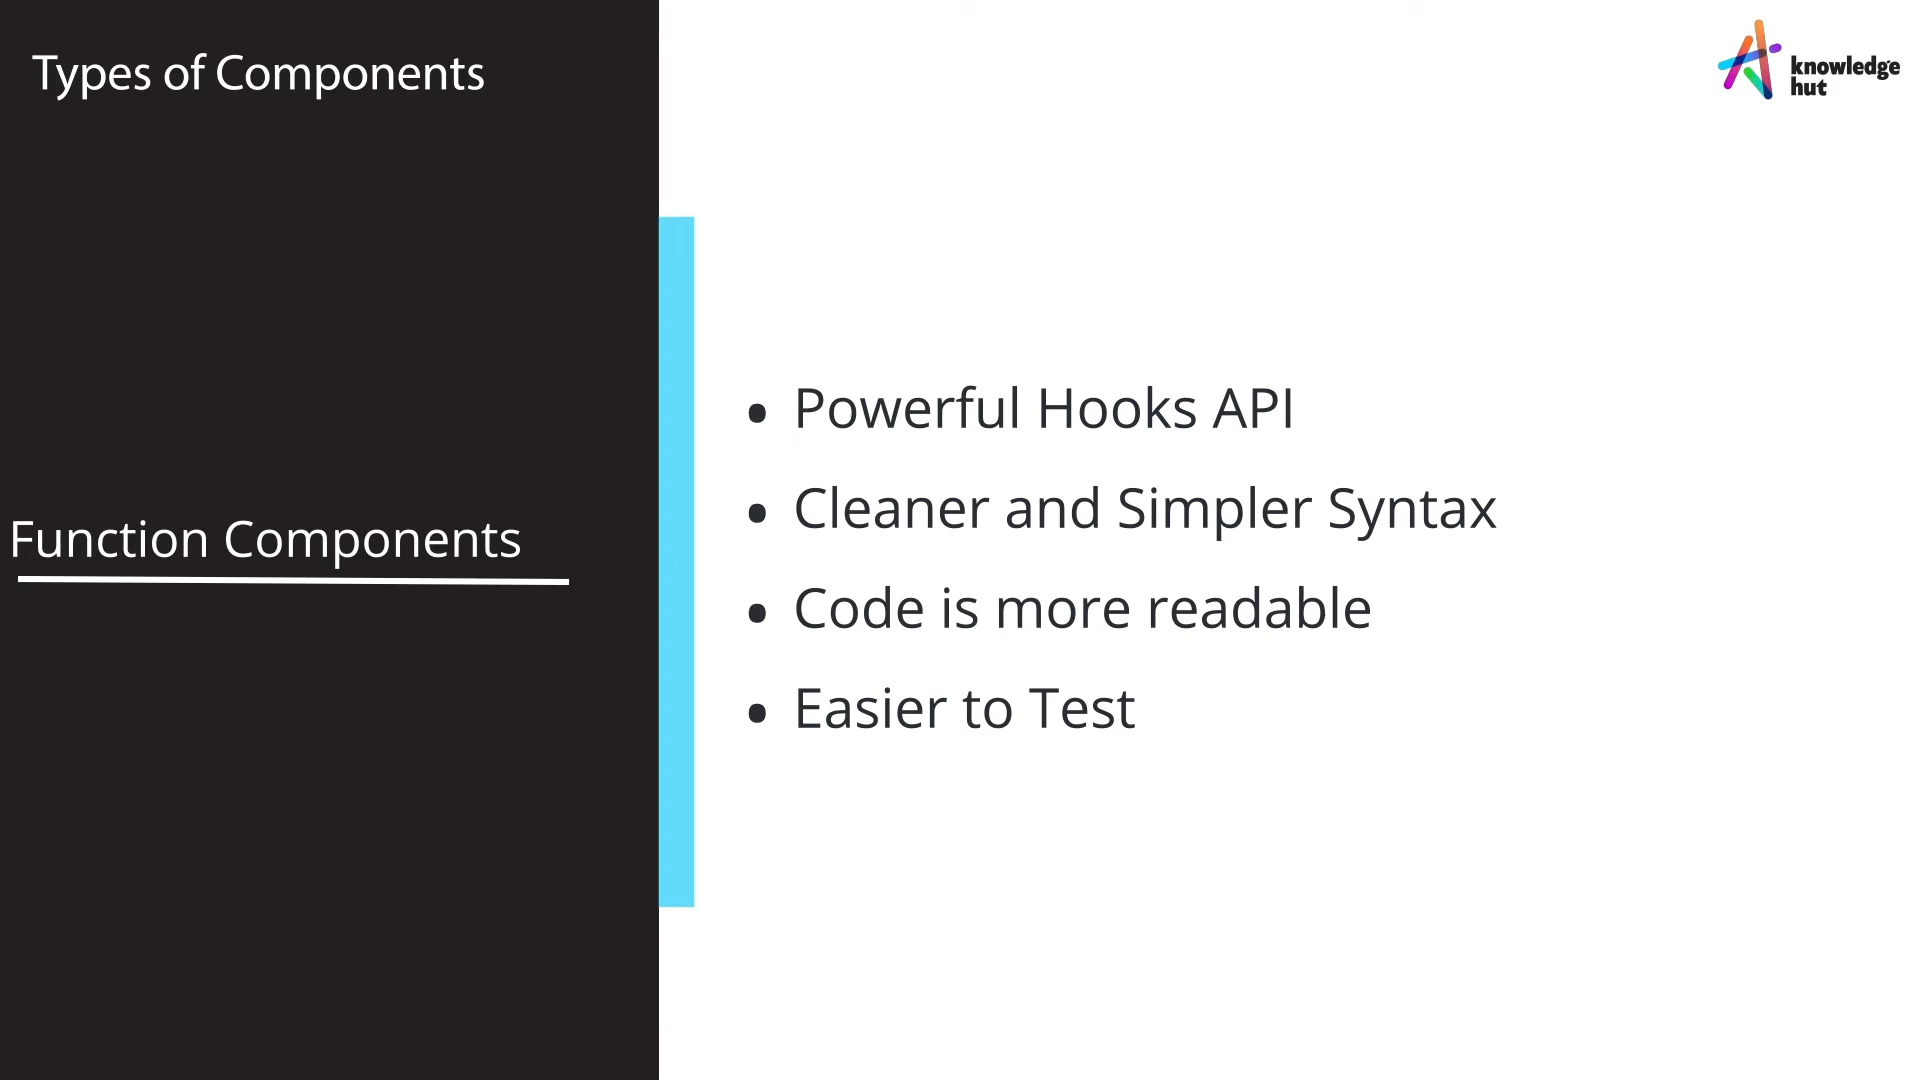 Types of Components
knowledge
hut
Function Components
• Powerful Hooks API
• Cleaner and Simpler Syntax
• Code is more readable
• Easier to Test